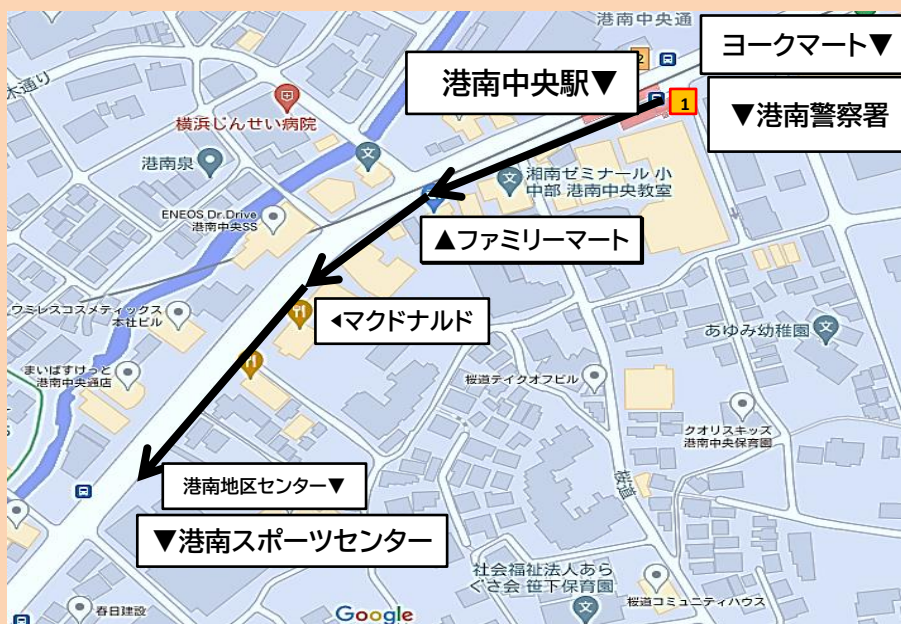 港南中央通
ヨークマート▼
2
港南中央駅▼
1
▼港南警察署
木通り
横浜じんせい病院
港南泉
湘南ゼミナール 小
中部 港南中央教室
ENEOS Dr.Drive
港南中央SS
▲ファミリーマート
ウミレスコスメティックス
本社ビル
◀マクドナルド
あゆみ幼稚園
まいばすけっと
港南中央通店
桜道テイクオフビル
クオリスキッズ
港南中央保育園
港南地区センター▼
桜道
▼港南スポーツセンター
社会福祉法人あら
ぐさ会 笹下保育園
春日建設
Google
桜道コミュニティハウス